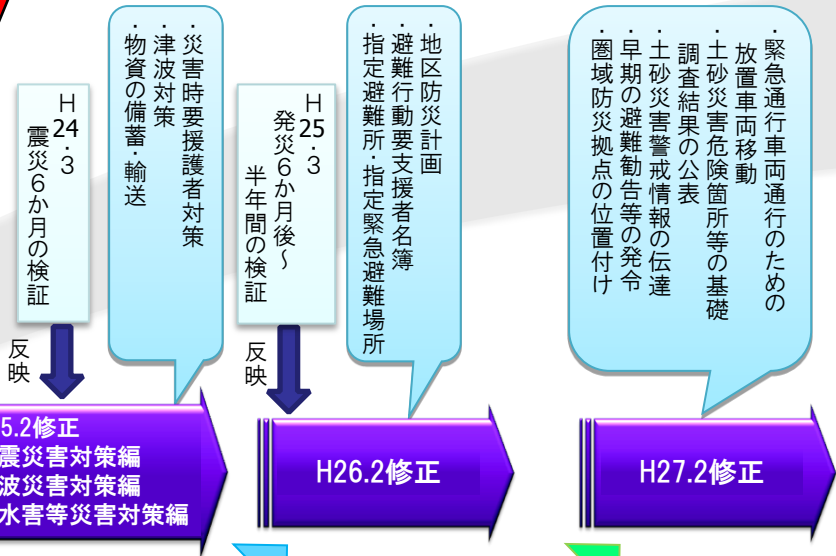 H24・3
震災6か月の検証
反映
・災害時要援護者対策
・津波対策
・物資の備蓄・輸送
H25・3
発災6か月後~
半年間の検証
反映
・地区防災計画
・避難行動要支援者名簿
・指定避難所・指定緊急避難場所
・緊急通行車両通行のための
放置車両移動
・土砂災害危険箇所等の基礎
調査結果の公表
・土砂災害警戒情報の伝達
・早期の避難勧告等の発令
・圏域防災拠点の位置付け
5.2修正
震災害対策編
波災害対策編
水害等災害対策編
H26.2修正
H27.2修正